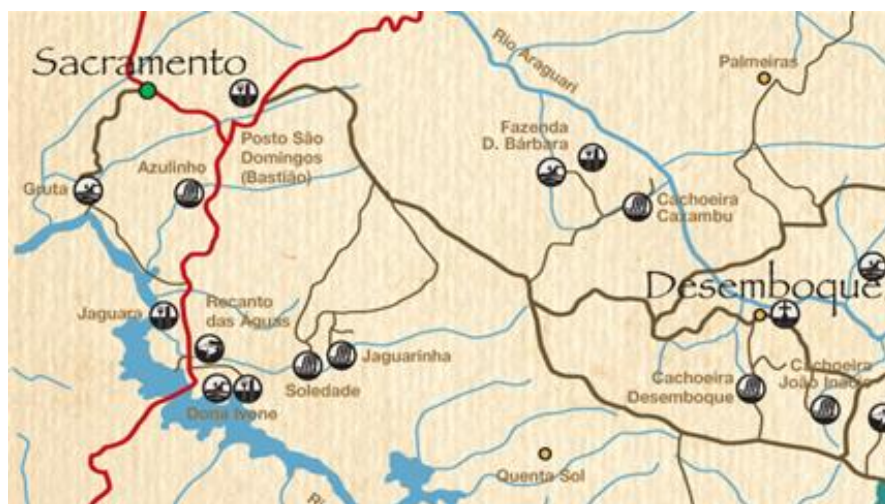 Sacramento
Rio Araguari
Palmeiras
Posto São
Domingos
(Bastião)
Fazenda
D. Bárbara
Azulinho
Gruta
Cachoeira
Caxambu
Desemboque
Jaguara
Recanto
das Águas
Jaguarinha
Soledade
Dona Ivone
Cachoeira
Desemboque
Cachoeira
João Inácio
Quenta Sol